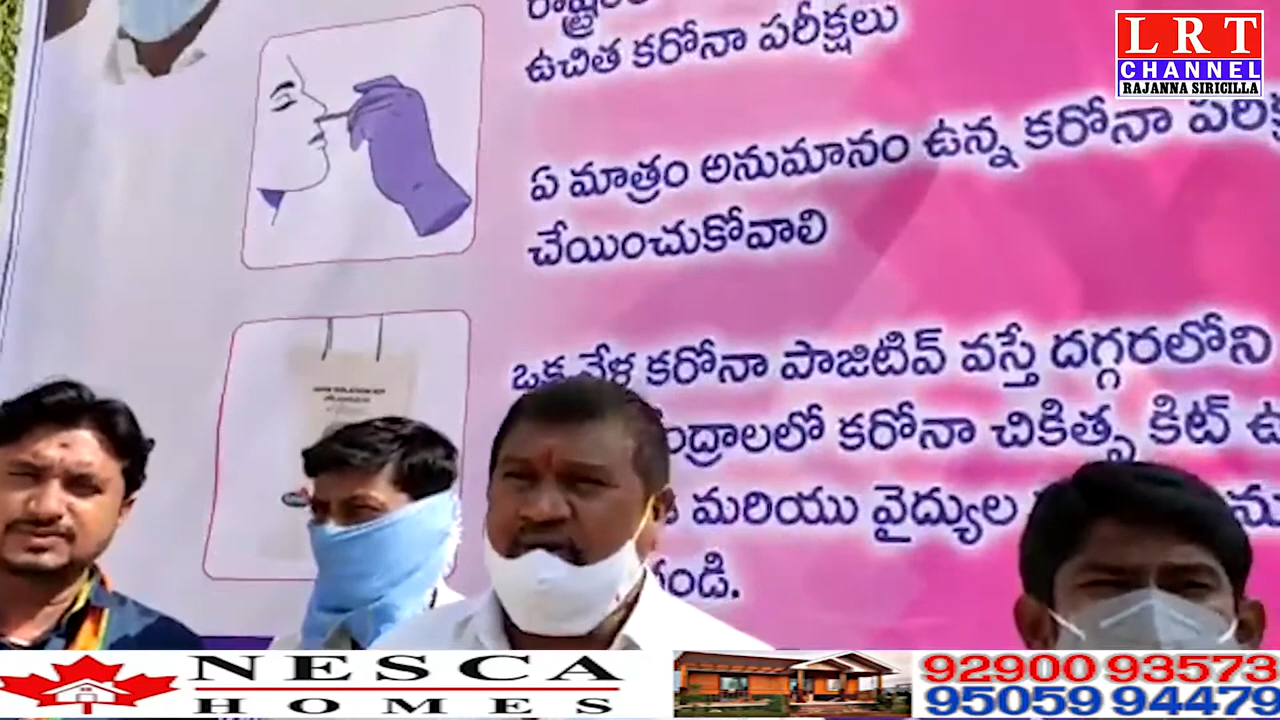 ఉచిత కరోనా పరీక్షలు
LRT
CHANNEL
RAJANNA SIRICILLA
ఏ మాత్రం అనుమానం ఉన్న కరోనా
చేయించుకోవాలి
ఒక వేళ కరోనా పాజిటివ్ వస్తే దగ్గరలోని
కరోనా చికిత్స కిట్
మరియు వైద్యుల
NESCA
HOMES
92900 93573
95059 94479